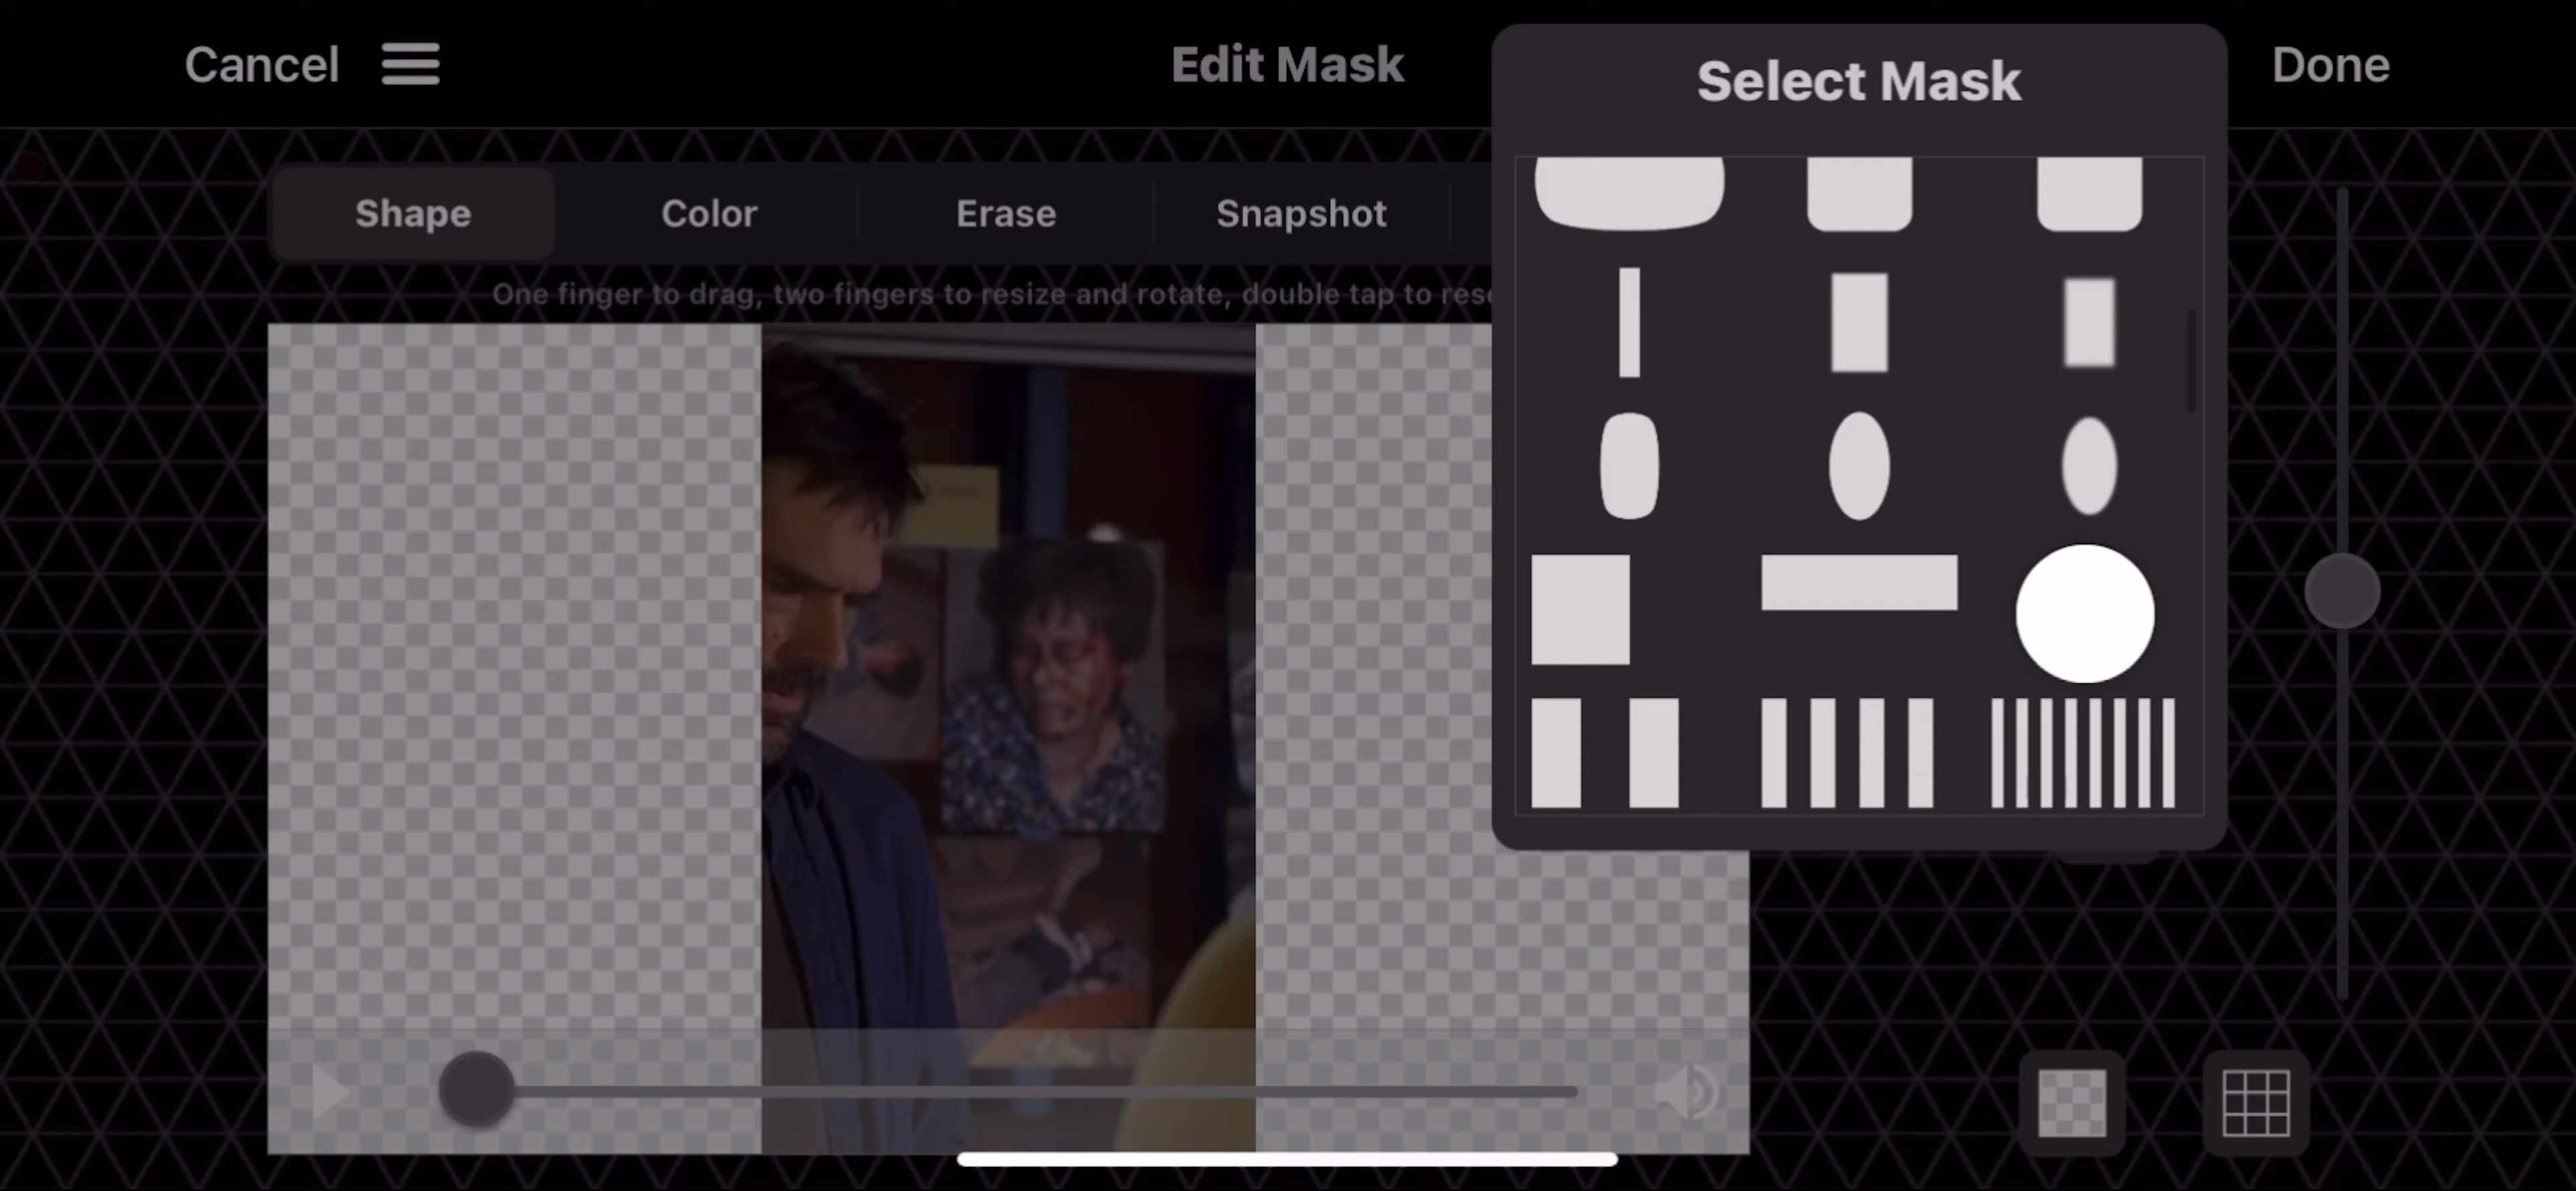 Cancel
Edit Mask
Select Mask
Done
Shape
Color
Erase
Snapshot
One finger to drag, two fingers to resize and rotate, double tap to